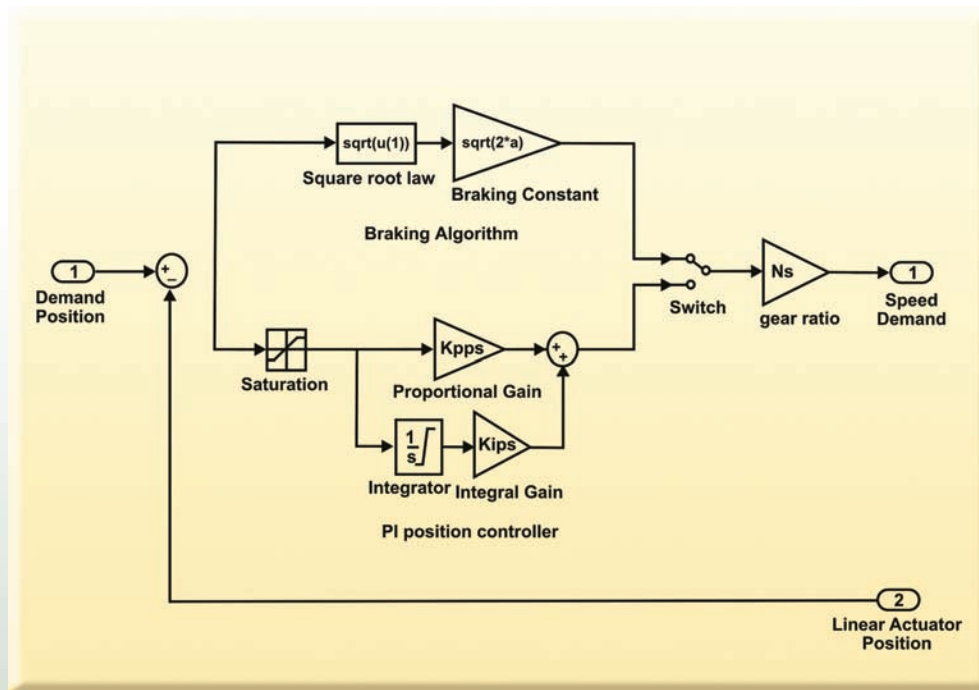 sqrt(u(1))
sqrt(2*a)
Square root law
Braking Constant
Braking Algorithm
1
Demand
Position
+
−
Switch
Ns
gear ratio
1
Speed
Demand
Saturation
Kpps
Proportional Gain
+
+
1
s
Integrator
Kips
Integral Gain
PI position controller
2
Linear Actuator
Position